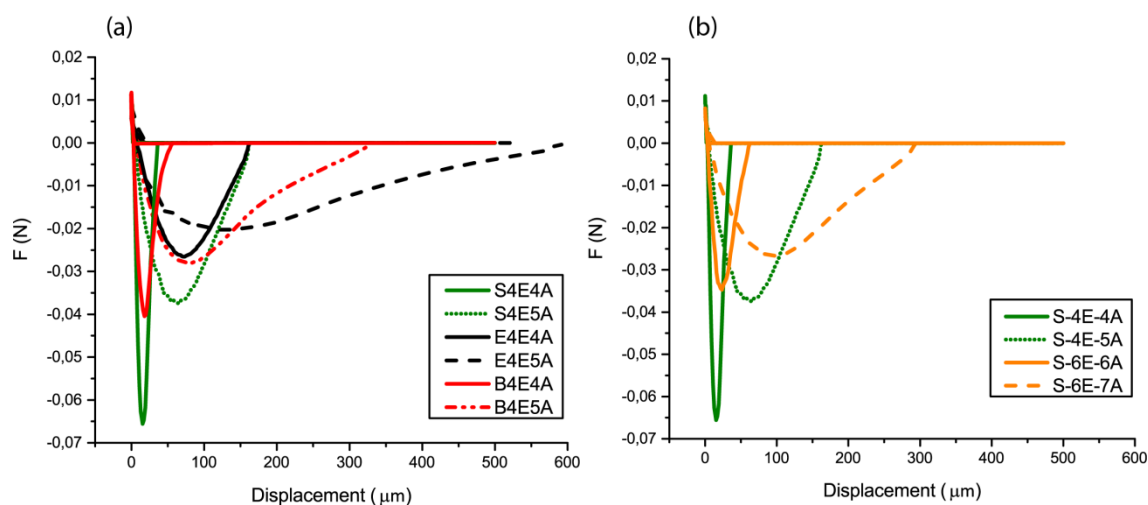 (a)
F (N)
0,02
0,01
0,00
-0,01
-0,02
-0,03
-0,04
-0,05
-0,06
-0,07
0
100
200
300
400
500
600
Displacement ( μm)
S4E4A
S4E5A
E4E4A
E4E5A
B4E4A
B4E5A
(b)
F (N)
0,02
0,01
0,00
-0,01
-0,02
-0,03
-0,04
-0,05
-0,06
-0,07
0
100
200
300
400
500
600
Displacement ( μm)
S-4E-4A
S-4E-5A
S-6E-6A
S-6E-7A